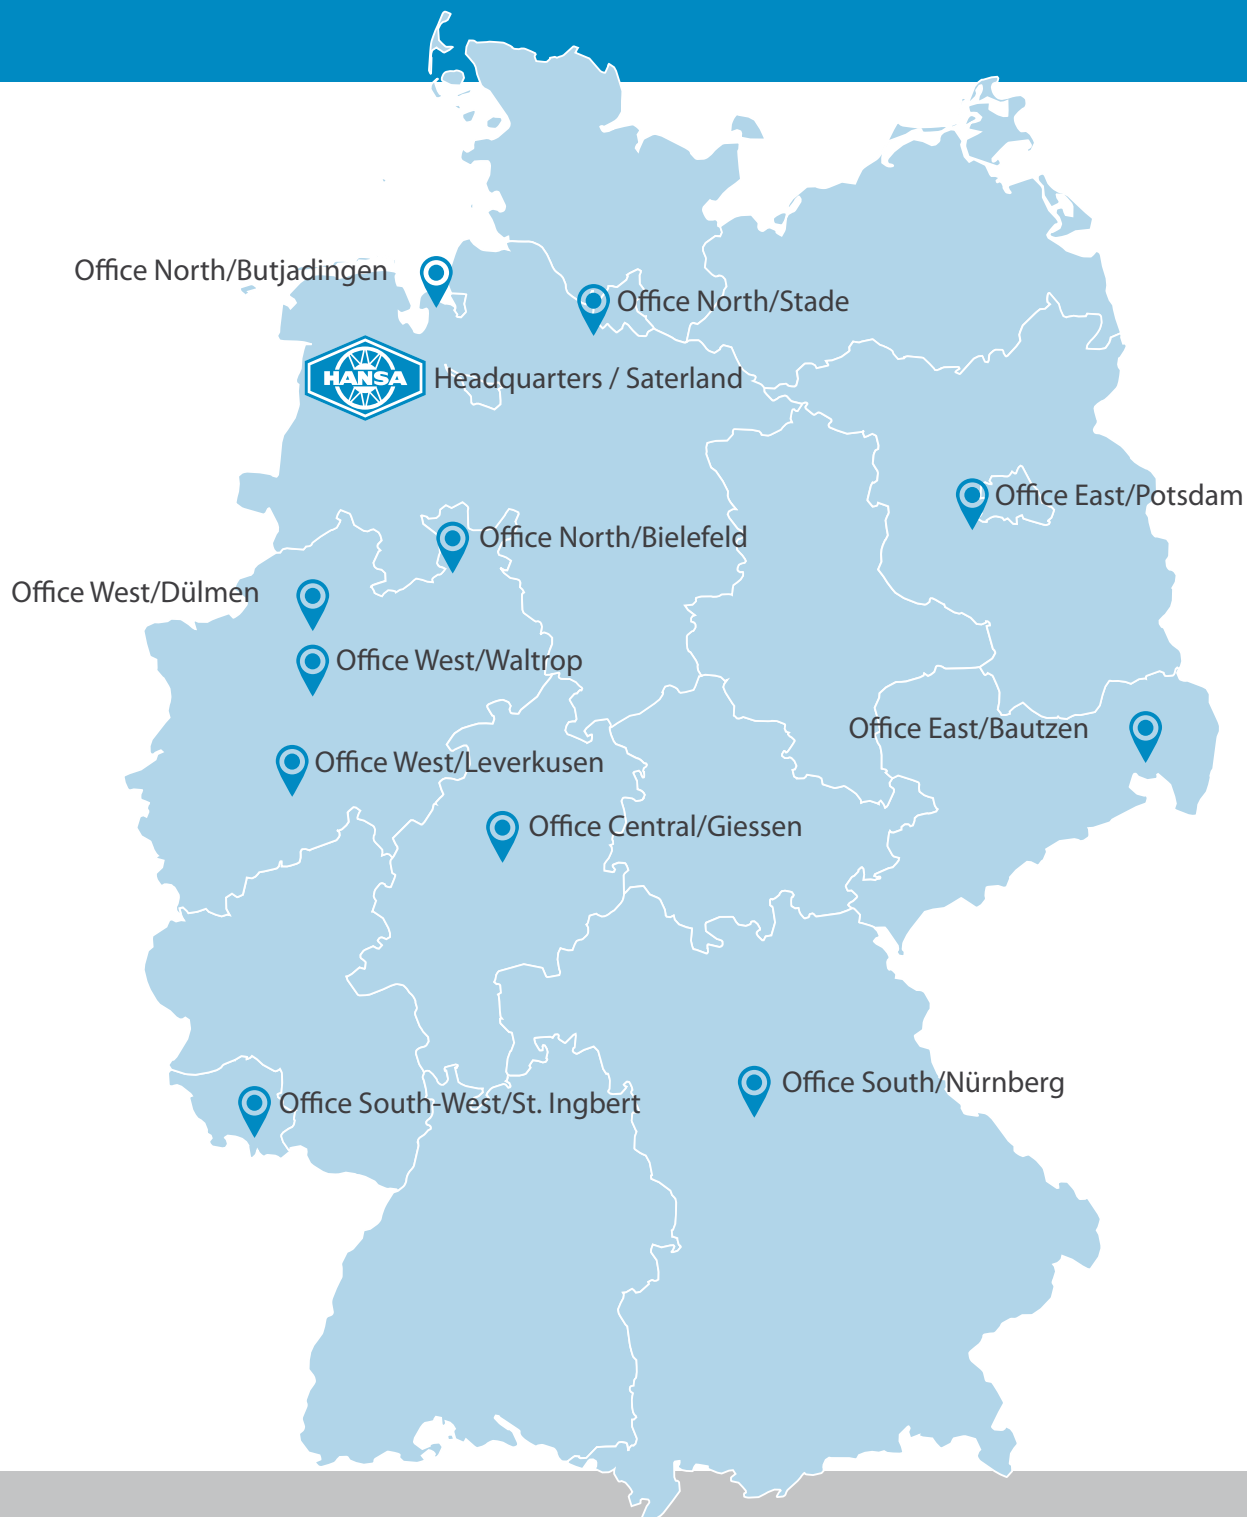 Office North/Butjadingen
Office North/Stade
HANSA
Headquarters / Saterland
Office East/Potsdam
Office North/Bielefeld
Office West/Dülmen
Office West/Waltrop
Office East/Bautzen
Office West/Leverkusen
Office Central/Giessen
Office South/Nürnberg
Office South-West/St. Ingbert